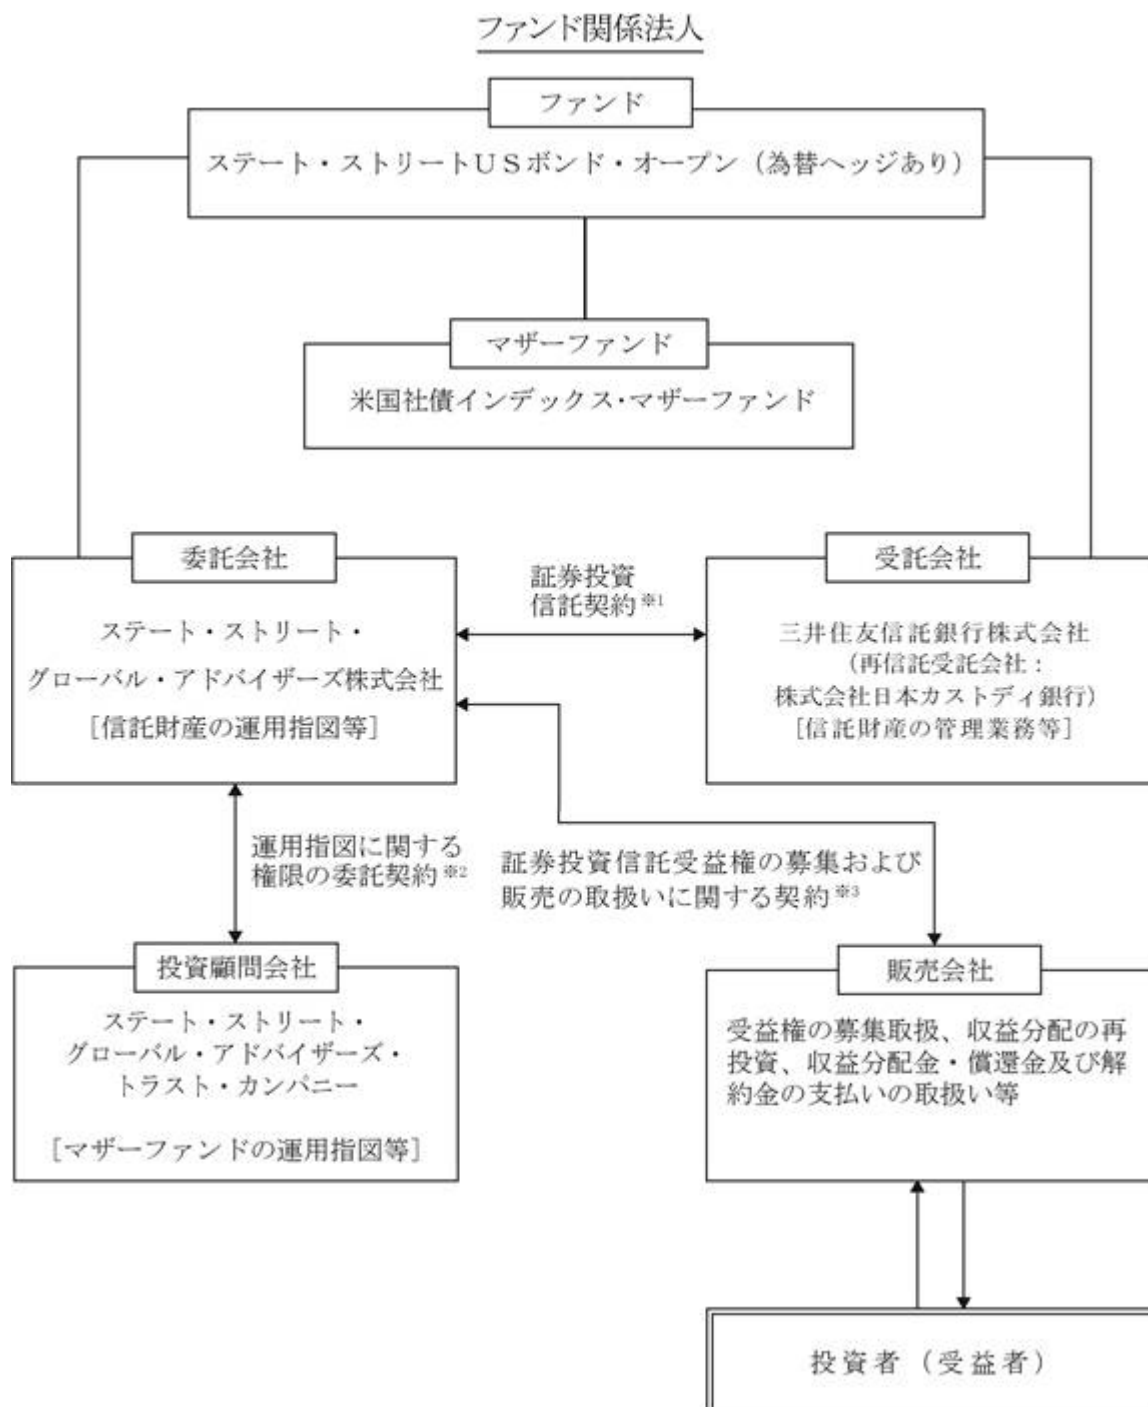 ファンド関係法人
ファンド
ステート・ストリートUSボンド・オープン(為替ヘッジあり)
マザーファンド
米国社債インデックス・マザーファンド
委託会社
ステート・ストリート・
グローバル・アドバイザーズ株式会社
[信託財産の運用指図等]
証券投資
信託契約※1
受託会社
三井住友信託銀行株式会社
(再信託受託会社:
株式会社日本カストディ銀行)
[信託財産の管理業務等]
運用指図に関する
権限の委託契約※2
証券投資信託受益権の募集および
販売の取扱いに関する契約※3
投資顧問会社
ステート・ストリート・
グローバル・アドバイザーズ・
トラスト・カンパニー
[マザーファンドの運用指図等]
販売会社
受益権の募集取扱、収益分配の再
投資、収益分配金・償還金及び解
約金の支払いの取扱い等
投資者(受益者)